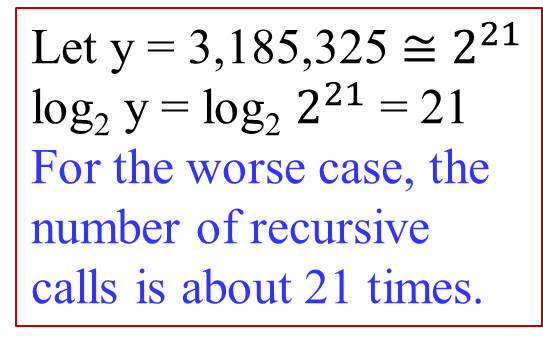 Let y = 3,185,325 ≅ 2²¹
log₂ y = log₂ 2²¹ = 21
For the worse case, the
number of recursive
calls is about 21 times.